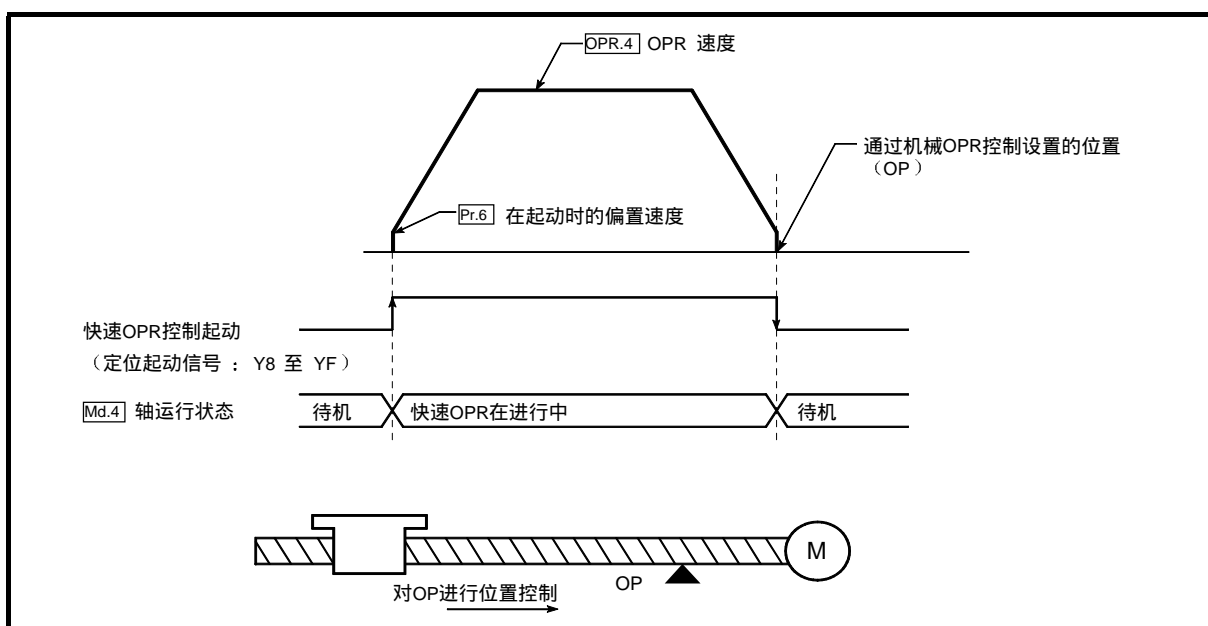 OPR.4 OPR 速度
通过机械OPR控制设置的位置
（OP）
Pr.6 在起动时的偏置速度
快速OPR控制起动
（定位起动信号 ： Y8 至 YF ）
Md.4 轴运行状态 待机 快速OPR在进行中 待机
M
OP
对OP进行位置控制